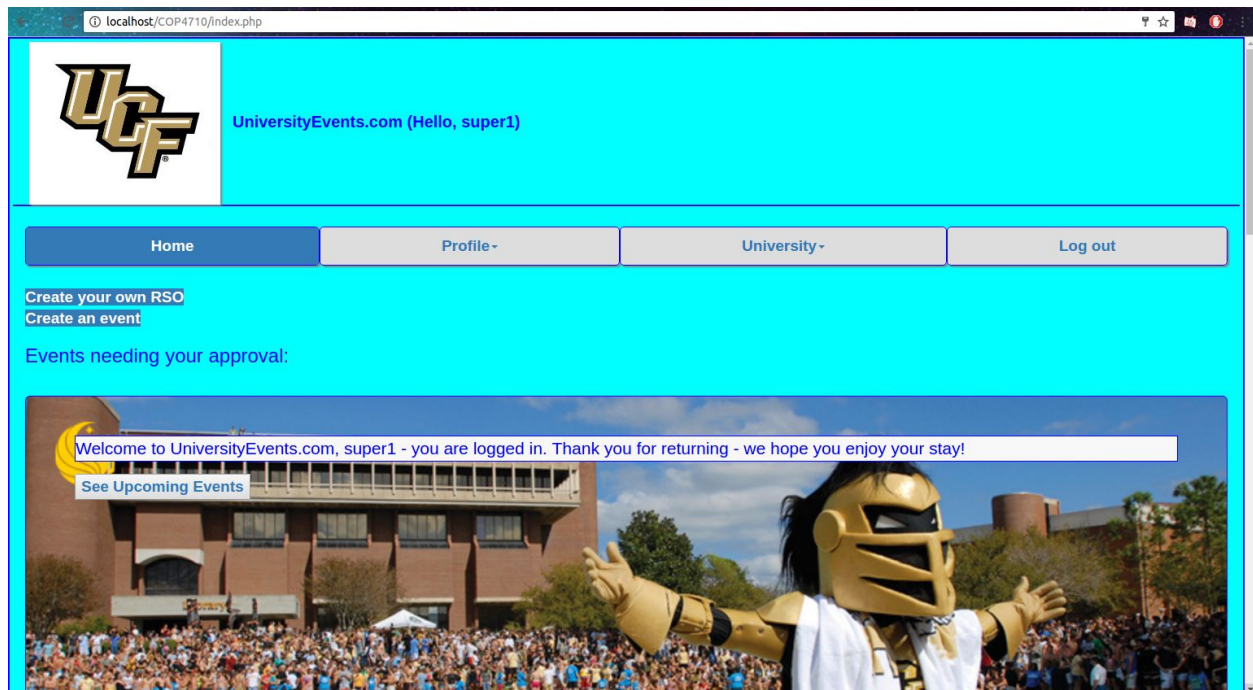 localhost/COP4710/index.php
UCF
®
UniversityEvents.com (Hello, super1)
Home
Profile
University
Log out
Create your own RSO
Create an event
Events needing your approval:
Welcome to UniversityEvents.com, super1 - you are logged in. Thank you for returning - we hope you enjoy your stay!
See Upcoming Events